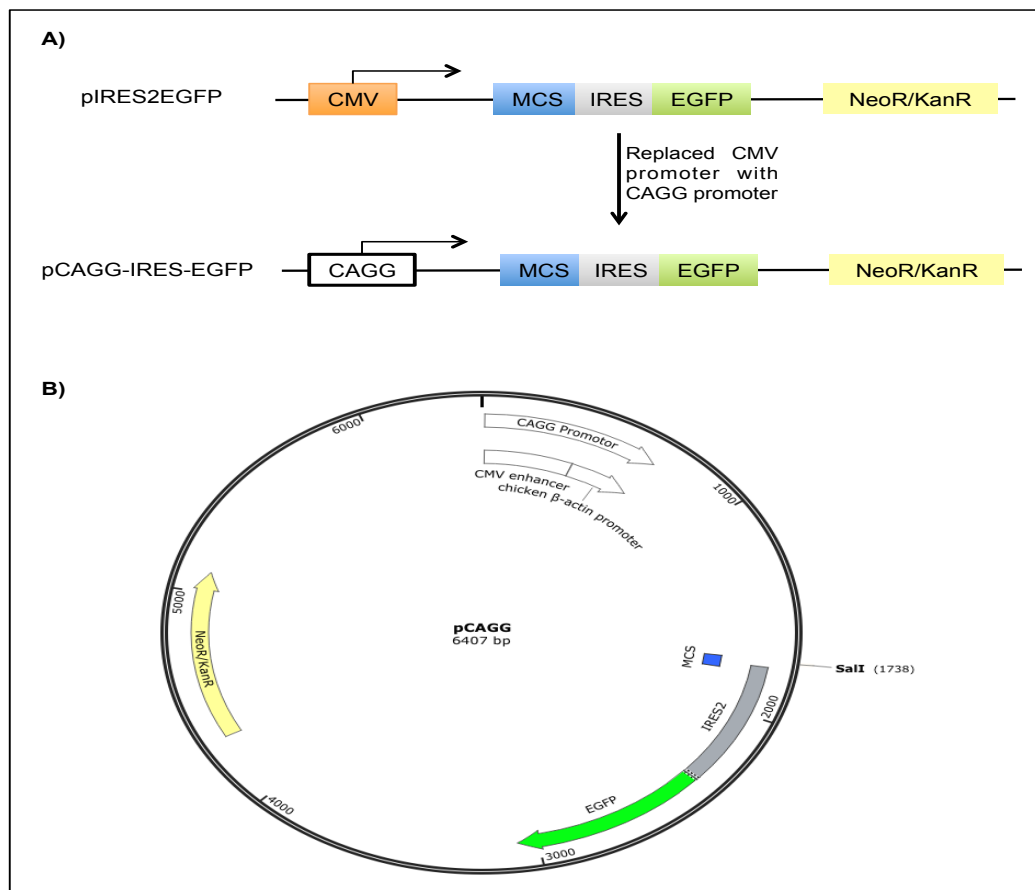 A)
pIRES2EGFP
CMV
MCS
IRES
EGFP
NeoR/KanR
Replaced CMV
promoter with
CAGG promoter
pCAGG-IRES-EGFP
CAGG
MCS
IRES
EGFP
NeoR/KanR
B)
6000
CAGG Promotor
CMV enhancer
chicken β-actin promoter
1000
5000
NeoR/KanR
pCAGG
6407 bp
MCS
SalI (1738)
IRES2
2000
EGFP
4000
3000